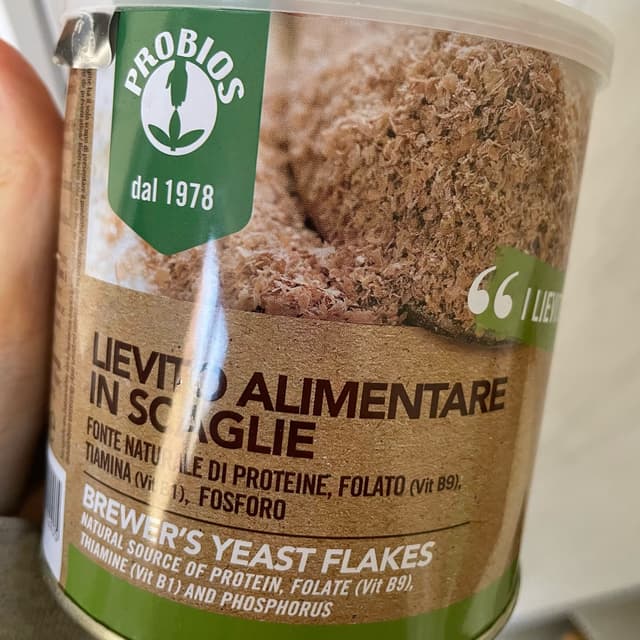 PROBIOS
dal 1978
“ I LIEV
LIEVITO ALIMENTARE
IN SCAGLIE
FONTE NATURALE DI PROTEINE, FOLATO (Vit B9),
TIAMINA (Vit B1), FOSFORO
BREWER'S YEAST FLAKES
NATURAL SOURCE OF PROTEIN, FOLATE (Vit B9),
THIAMINE (Vit B1) AND PHOSPHORUS